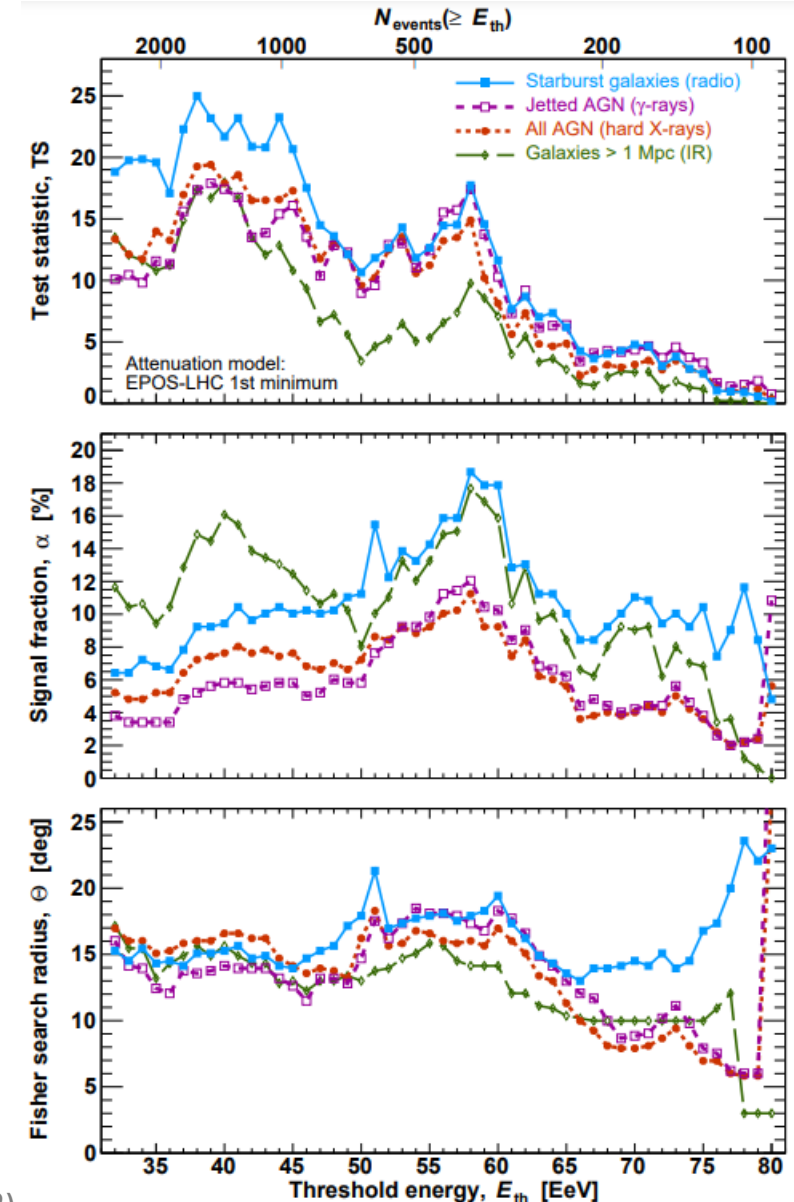 N events(≥ E th)
2000 1000 500 200 100
Test statistic, TS
25
20
15
10
5
0
Starburst galaxies (radio)
Jetted AGN (γ-rays)
All AGN (hard X-rays)
Galaxies > 1 Mpc (IR)
Attenuation model:
EPOS-LHC 1st minimum
Signal fraction, α [%]
20
18
16
14
12
10
8
6
4
2
0
Fisher search radius, Θ [deg]
25
20
15
10
5
0
35 40 45 50 55 60 65 70 75 80
Threshold energy, E th [EeV]